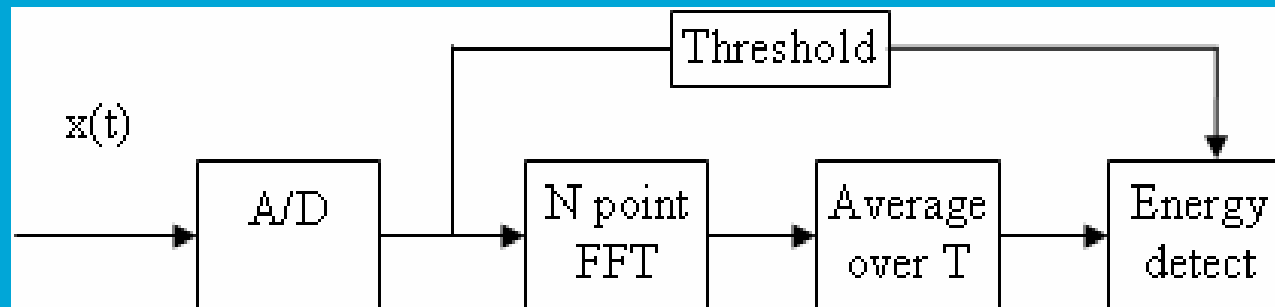 Threshold
x(t)
A/D
N point
FFT
Average
over T
Energy
detect